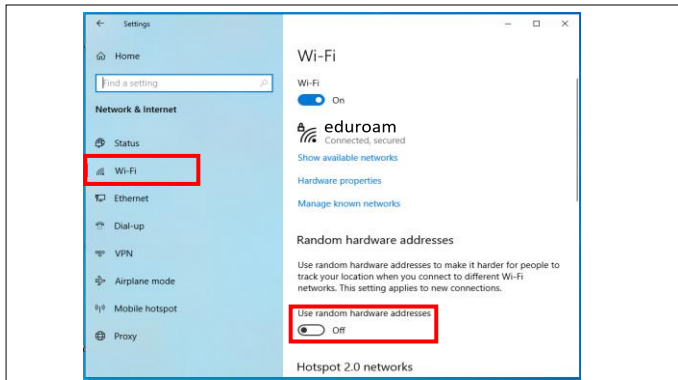 Settings
Home
Find a setting
Network & Internet
Status
Wi-Fi
Ethernet
Dial-up
VPN
Airplane mode
Mobile hotspot
Proxy
Wi-Fi
Wi-Fi
On
eduroam
Connected, secured
Show available networks
Hardware properties
Manage known networks
Random hardware addresses
Use random hardware addresses to make it harder for people to
track your location when you connect to different Wi-Fi
networks. This setting applies to new connections.
Use random hardware addresses
Off
Hotspot 2.0 networks